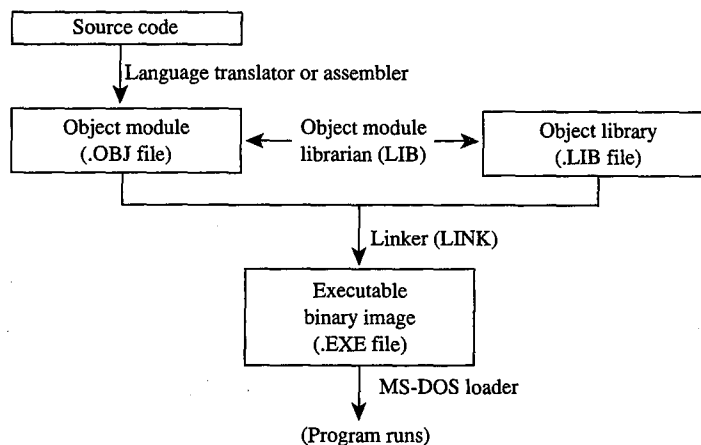 Source code
Language translator or assembler
Object module
(.OBJ file)
Object module
librarian (LIB)
Object library
(.LIB file)
Linker (LINK)
Executable
binary image
(.EXE file)
MS-DOS loader
(Program runs)